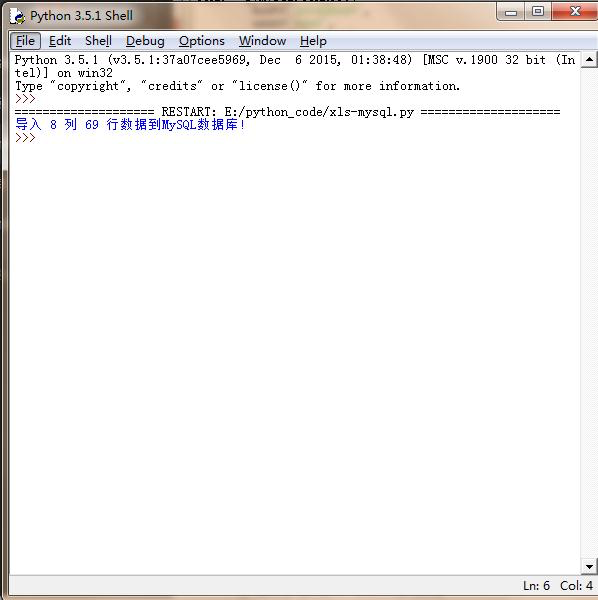 Python 3.5.1 Shell
File Edit Shell Debug Options Window Help
Python 3.5.1 (v3.5.1:37a07cee5969, Dec  6 2015, 01:38:48) [MSC v.1900 32 bit (In
tel)] on win32
Type "copyright", "credits" or "license()" for more information.
>>>
==================== RESTART: E:/python_code/xls-mysql.py ====================
导入 8 列 69 行数据到MySQL数据库!
>>>
Ln: 6 Col: 4